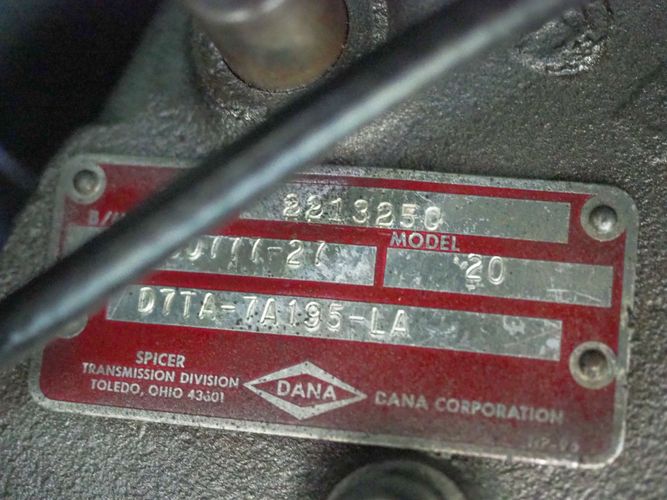 2213250
MODEL
20
D7TA-7A195-LA
SPICER
TRANSMISSION DIVISION
TOLEDO, OHIO 43601
DANA
DANA CORPORATION